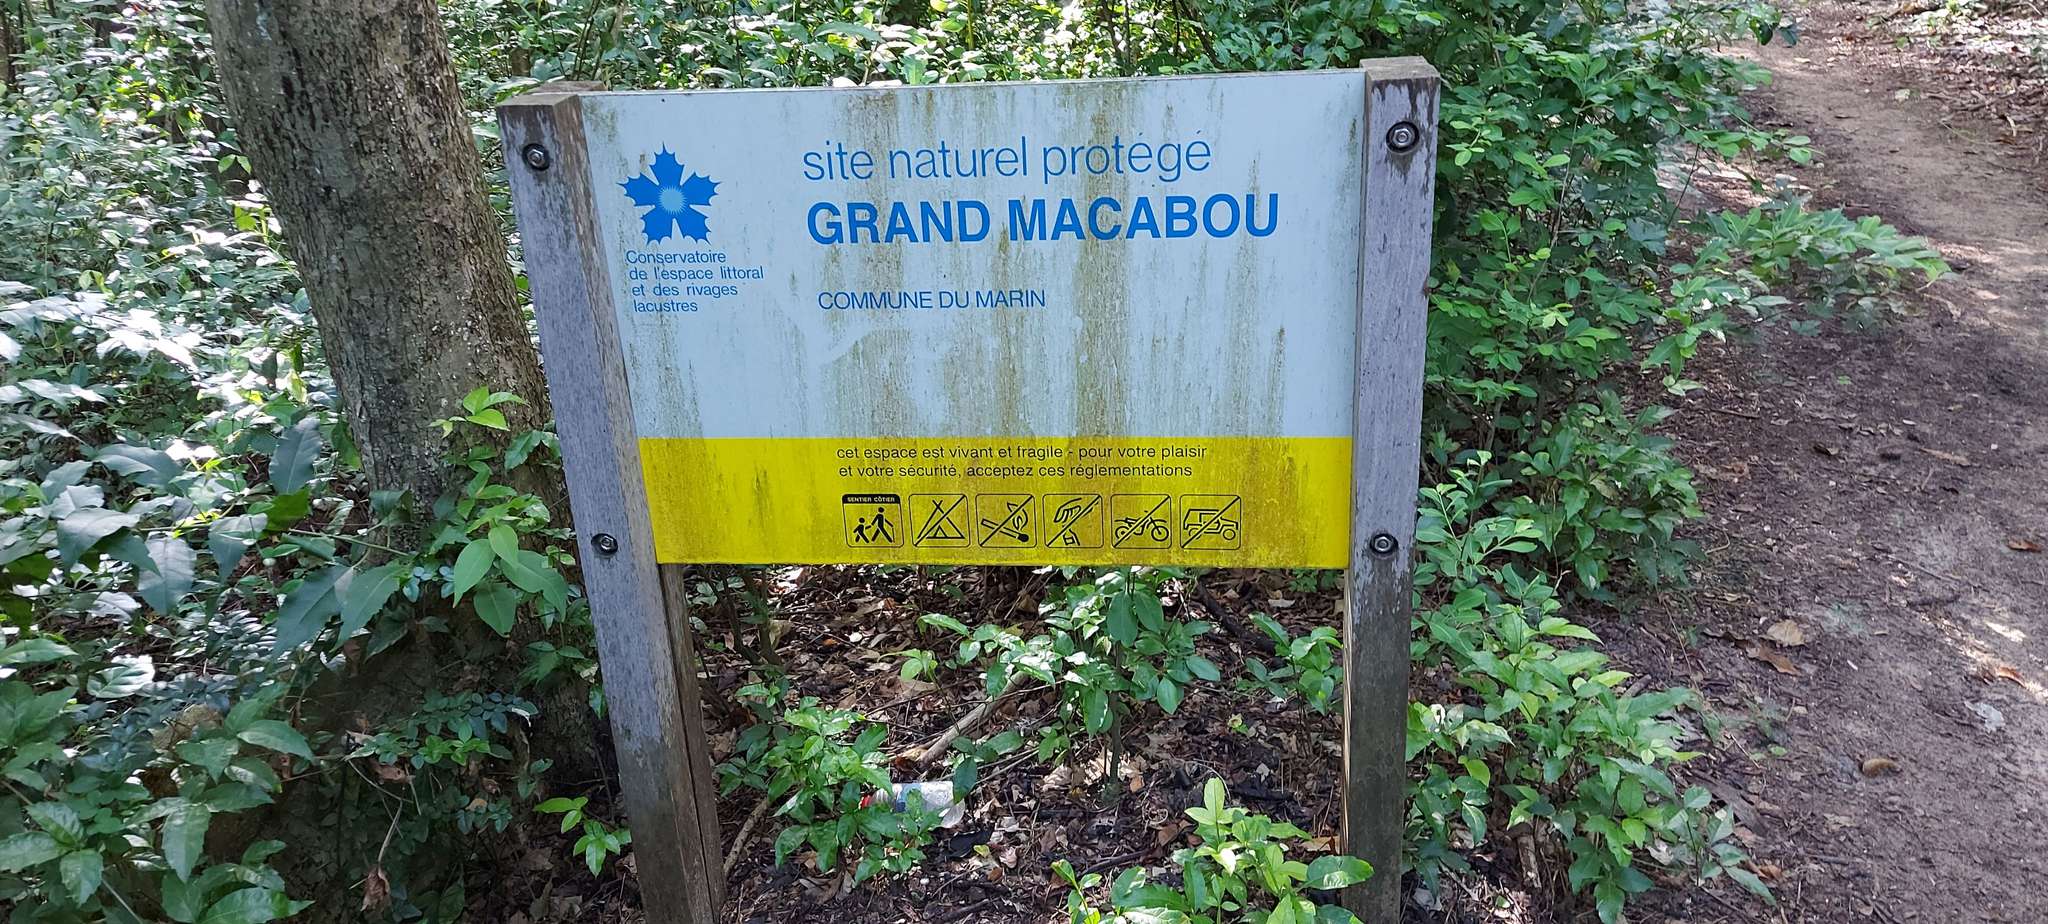 site naturel protégé
GRAND MACABOU
Conservatoire
de l'espace littoral
et des rivages
lacustres
COMMUNE DU MARIN
cet espace est vivant et fragile - pour votre plaisir
et votre sécurité, acceptez ces réglementations
SENTIER CÔTIER